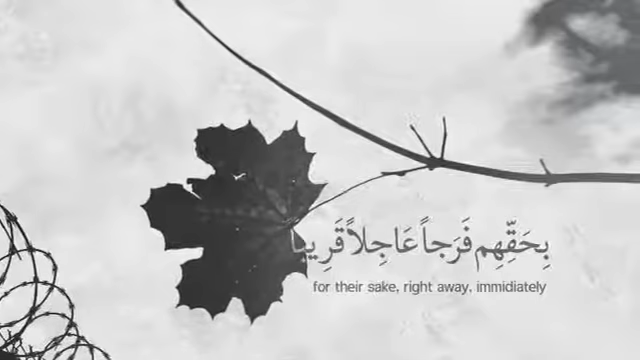 بِحَقِّهِم فَرَجاً عَاجِلاً قَرِيباً
for their sake, right away, immidiately